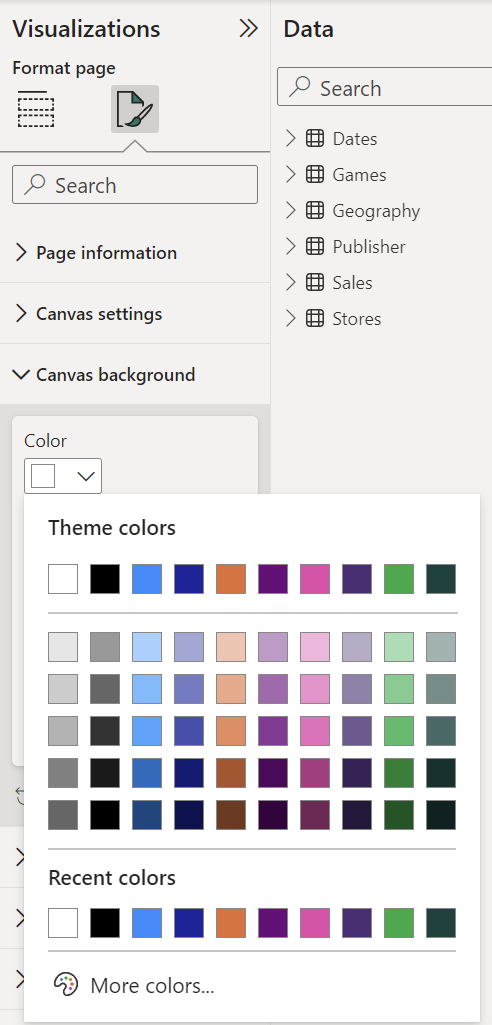 Visualizations
Data
Format page
Search
Search
Dates
Games
Geography
Publisher
Sales
Stores
Page information
Canvas settings
Canvas background
Color
Theme colors
Recent colors
More colors...